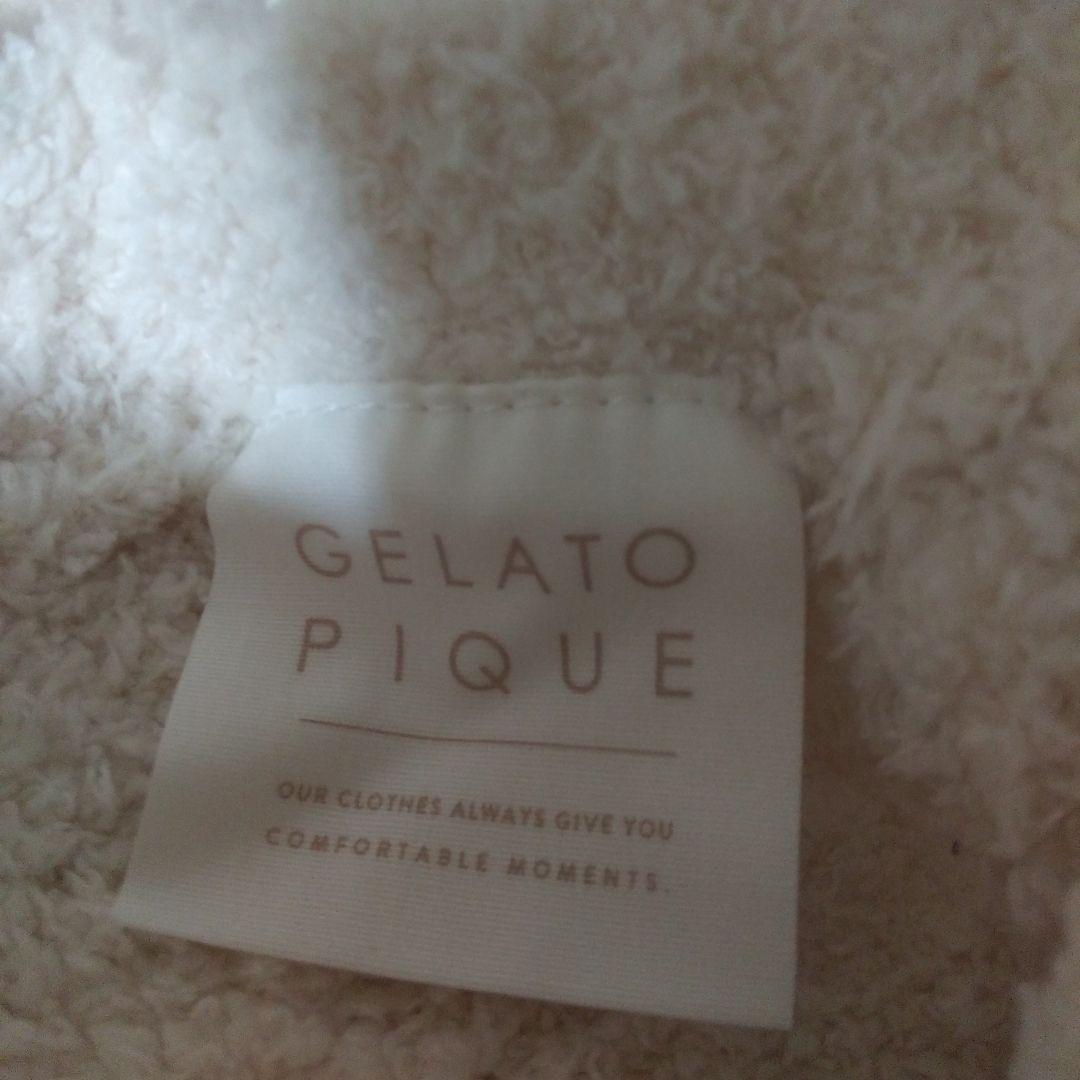 GELATO
PIQUE
OUR CLOTHES ALWAYS GIVE YOU
COMFORTABLE MOMENTS.